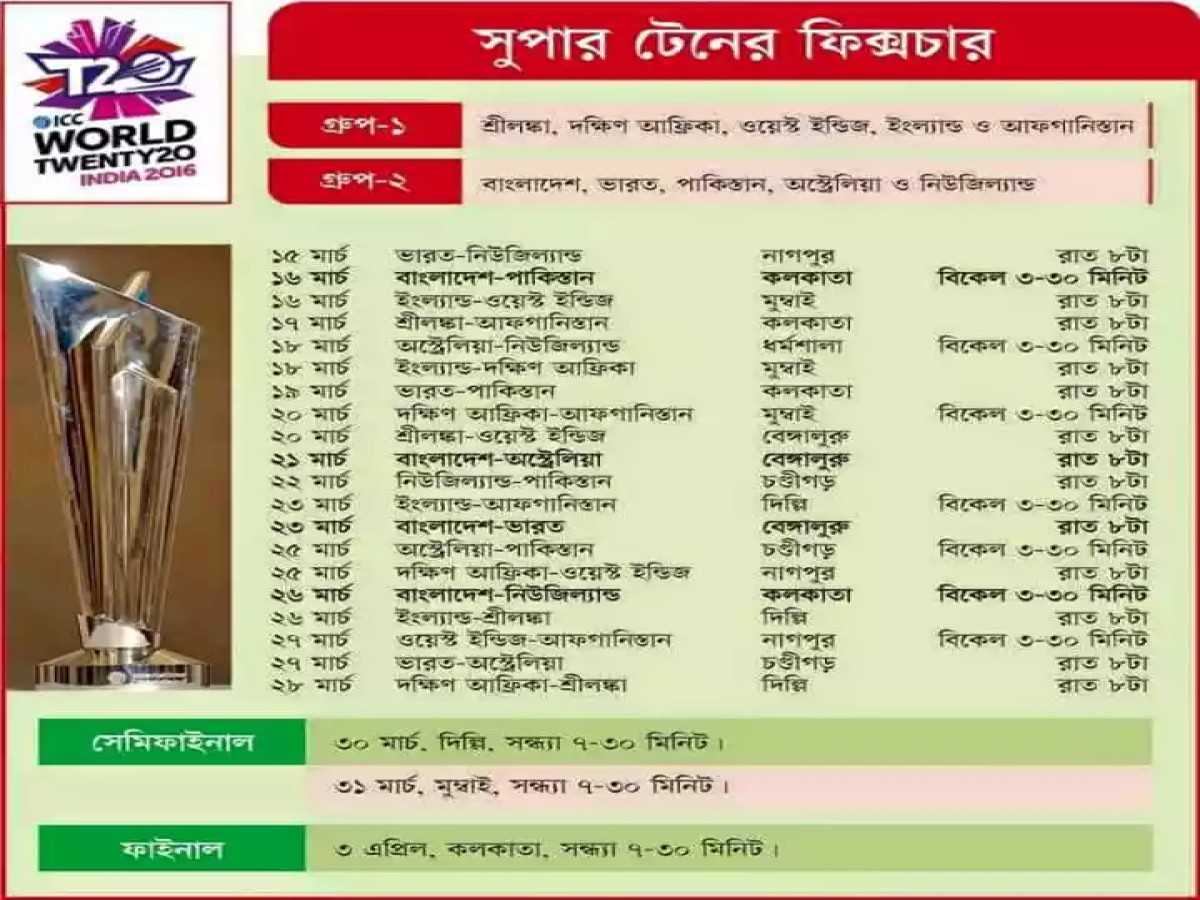 সুপার টেনের ফিক্সচার
T20
ICC
WORLD
TWENTY20
INDIA 2016
গ্রুপ-১ শ্রীলঙ্কা, দক্ষিণ আফ্রিকা, ওয়েস্ট ইন্ডিজ, ইংল্যান্ড ও আফগানিস্তান
গ্রুপ-২ বাংলাদেশ, ভারত, পাকিস্তান, অস্ট্রেলিয়া ও নিউজিল্যান্ড
১৫ মার্চ ভারত-নিউজিল্যান্ড নাগপুর রাত ৮টা
১৬ মার্চ বাংলাদেশ-পাকিস্তান কলকাতা বিকেল ৩-৩০ মিনিট
১৬ মার্চ ইংল্যান্ড-ওয়েস্ট ইন্ডিজ মুম্বাই রাত ৮টা
১৭ মার্চ শ্রীলঙ্কা-আফগানিস্তান কলকাতা রাত ৮টা
১৮ মার্চ অস্ট্রেলিয়া-নিউজিল্যান্ড ধর্মশালা বিকেল ৩-৩০ মিনিট
১৮ মার্চ ইংল্যান্ড-দক্ষিণ আফ্রিকা মুম্বাই রাত ৮টা
১৯ মার্চ ভারত-পাকিস্তান কলকাতা রাত ৮টা
২০ মার্চ দক্ষিণ আফ্রিকা-আফগানিস্তান মুম্বাই বিকেল ৩-৩০ মিনিট
২০ মার্চ শ্রীলঙ্কা-ওয়েস্ট ইন্ডিজ বেঙ্গালুরু রাত ৮টা
২১ মার্চ বাংলাদেশ-অস্ট্রেলিয়া বেঙ্গালুরু রাত ৮টা
২২ মার্চ নিউজিল্যান্ড-পাকিস্তান চণ্ডীগড় রাত ৮টা
২৩ মার্চ ইংল্যান্ড-আফগানিস্তান দিল্লি বিকেল ৩-৩০ মিনিট
২৩ মার্চ বাংলাদেশ-ভারত বেঙ্গালুরু রাত ৮টা
২৫ মার্চ অস্ট্রেলিয়া-পাকিস্তান চণ্ডীগড় বিকেল ৩-৩০ মিনিট
২৫ মার্চ দক্ষিণ আফ্রিকা-ওয়েস্ট ইন্ডিজ নাগপুর রাত ৮টা
২৬ মার্চ বাংলাদেশ-নিউজিল্যান্ড কলকাতা বিকেল ৩-৩০ মিনিট
২৬ মার্চ ইংল্যান্ড-শ্রীলঙ্কা দিল্লি রাত ৮টা
২৭ মার্চ ওয়েস্ট ইন্ডিজ-আফগানিস্তান নাগপুর বিকেল ৩-৩০ মিনিট
২৭ মার্চ ভারত-অস্ট্রেলিয়া চণ্ডীগড় রাত ৮টা
২৮ মার্চ দক্ষিণ আফ্রিকা-শ্রীলঙ্কা দিল্লি রাত ৮টা
সেমিফাইনাল ৩০ মার্চ, দিল্লি, সন্ধ্যা ৭-৩০ মিনিট।
৩১ মার্চ, মুম্বাই, সন্ধ্যা ৭-৩০ মিনিট।
ফাইনাল ৩ এপ্রিল, কলকাতা, সন্ধ্যা ৭-৩০ মিনিট।